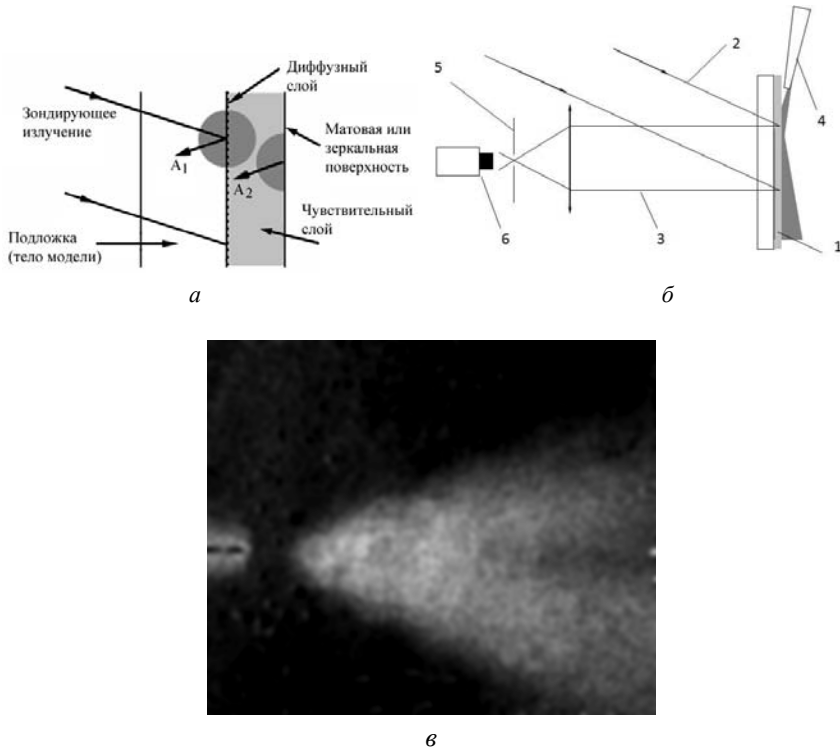 Зондирующее
излучение
Диффузный
слой
Матовая или
зеркальная
поверхность
A1
A2
Чувствительный
слой
Подложка
(тело модели)
а
5
2
4
6
3
1
б
в